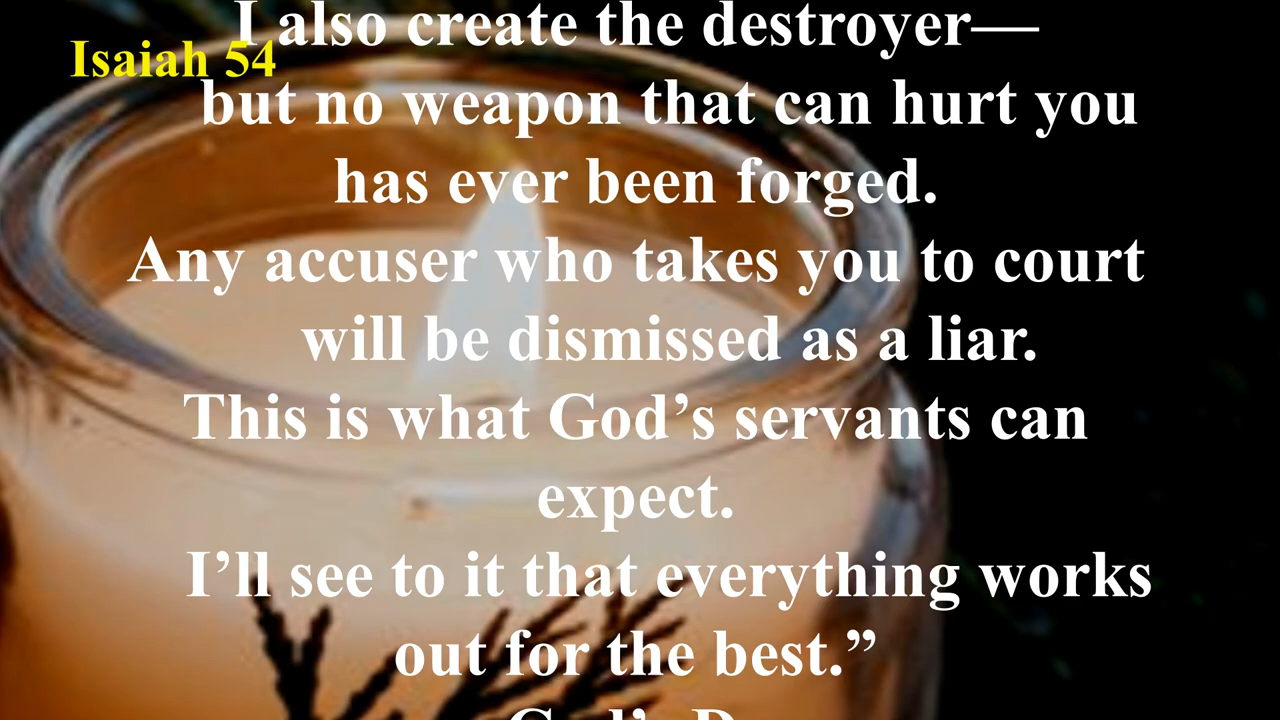 I also create the destroyer—
Isaiah 54
but no weapon that can hurt you
has ever been forged.
Any accuser who takes you to court
will be dismissed as a liar.
This is what God’s servants can
expect.
I’ll see to it that everything works
out for the best.”
God’s